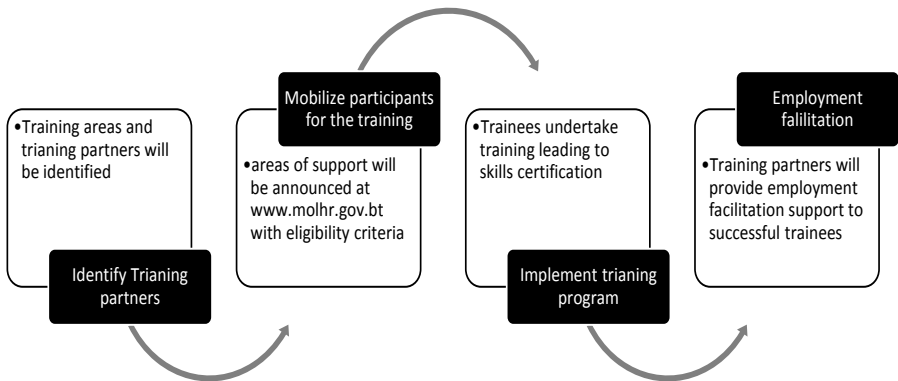 •Training areas and
trianing partners will
be identified
Identify Trianing
partners
Mobilize participants
for the training
•areas of support will
be announced at
www.molhr.gov.bt
with eligibility criteria
•Trainees undertake
training leading to
skills certification
Implement trianing
program
Employment
falilitation
•Training partners will
provide employment
facilitation support to
successful trainees